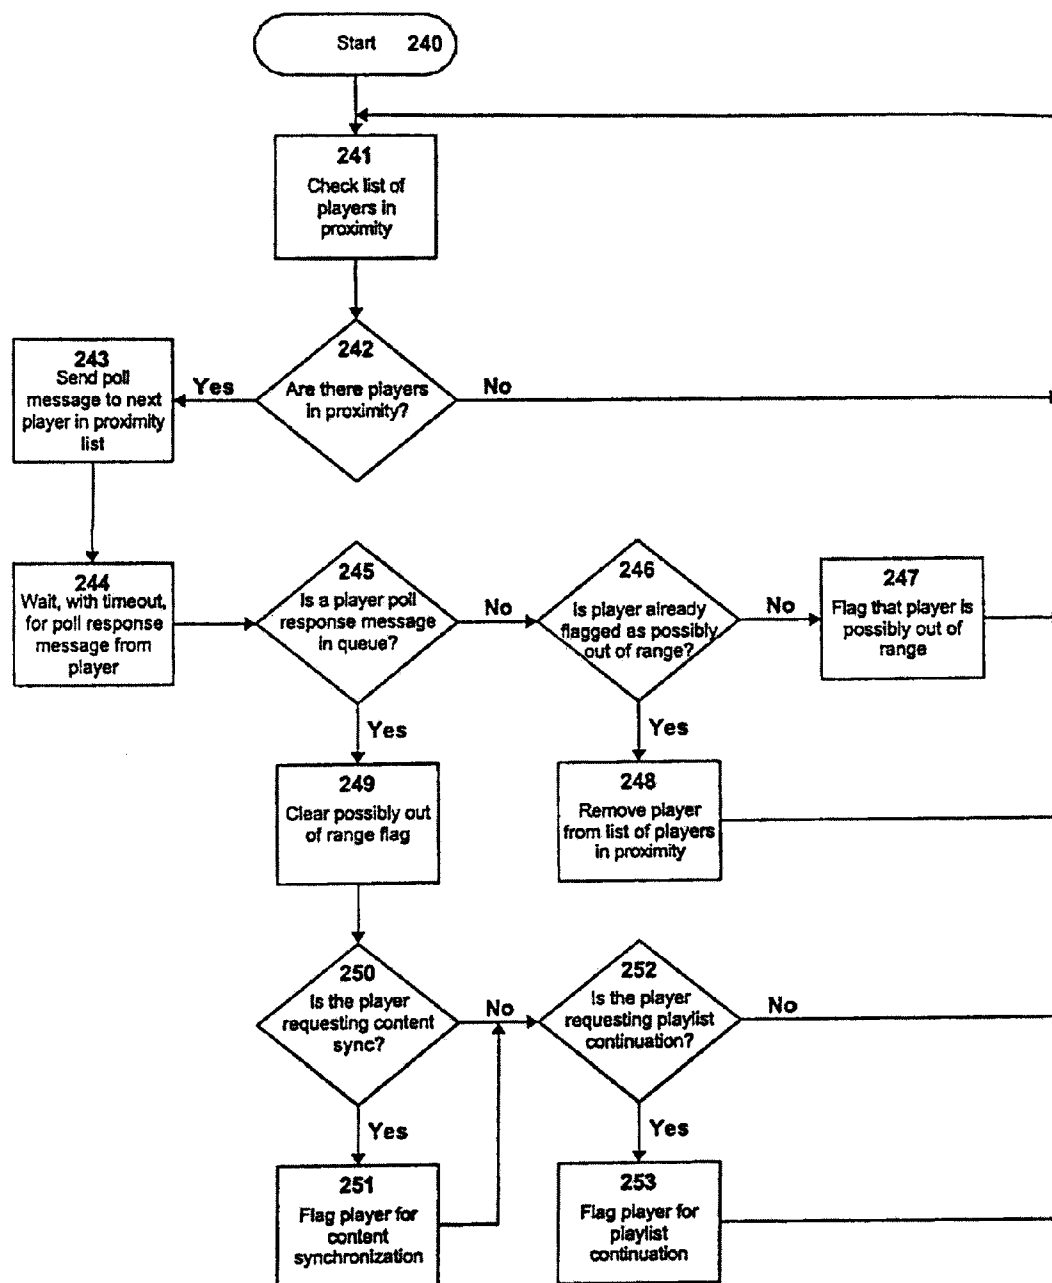 Start 240
241
Check list of
players in
proximity
242
Are there players
in proximity?
Yes
No
243
Send poll
message to next
player in proximity
list
244
Wait, with timeout,
for poll response
message from
player
245
Is a player poll
response message
in queue?
No
Yes
246
Is player already
flagged as possibly
out of range?
No
Yes
247
Flag that player is
possibly out of
range
249
Clear possibly out
of range flag
248
Remove player
from list of players
in proximity
250
Is the player
requesting content
sync?
No
Yes
252
Is the player
requesting playlist
continuation?
No
Yes
251
Flag player for
content
synchronization
253
Flag player for
playlist
continuation